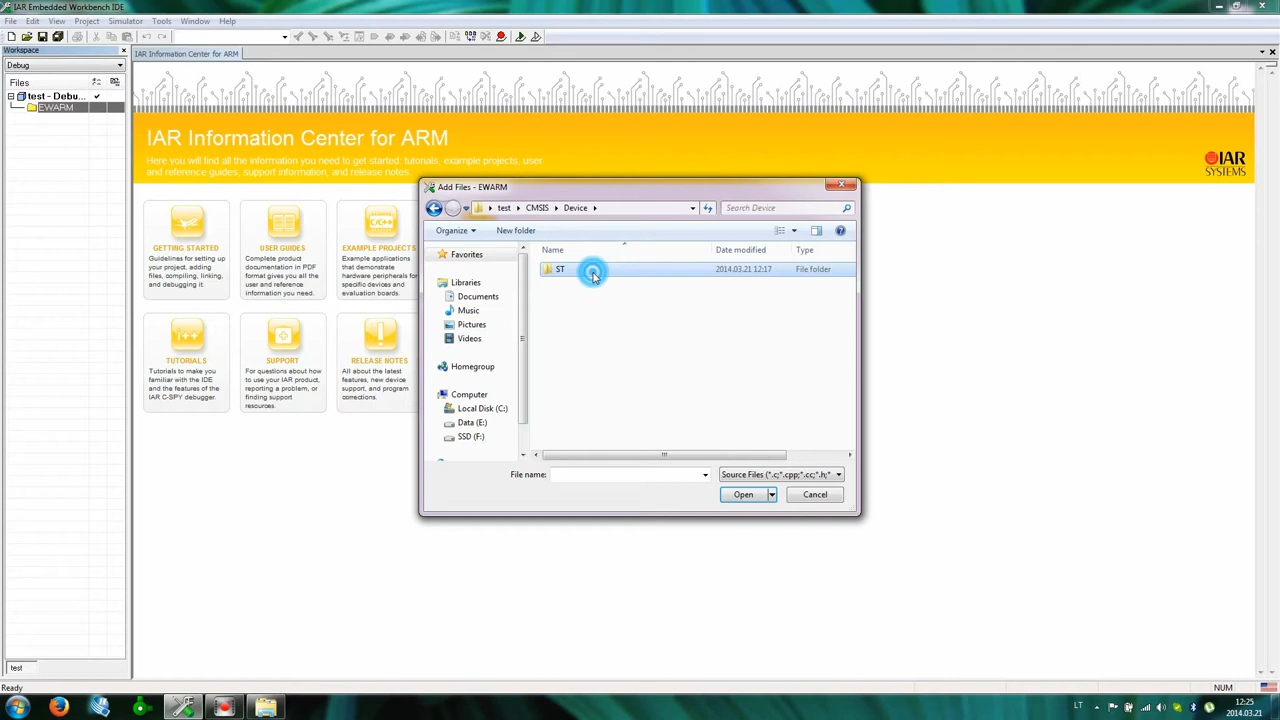 IAR Embedded Workbench IDE
File Edit View Project Simulator Tools Window Help
Workspace
IAR Information Center for ARM
Debug
Files
test - Debu...
EWARM
IAR Information Center for ARM
Here you will find all the information you need to get started: tutorials, example projects, user
and reference guides, support information, and release notes.
IAR
SYSTEMS
GETTING STARTED
Guidelines for setting up
your project, adding
files, compiling, linking,
and debugging it.
USER GUIDES
Complete product
documentation in PDF
format gives you all the
user and reference
information you need.
EXAMPLE PROJECTS
Example applications
that demonstrate
hardware peripherals for
specific devices and
evaluation boards.
TUTORIALS
Tutorials to make you
familiar with the IDE
and the features of the
IAR C-SPY debugger.
SUPPORT
For questions about how
to use your IAR product,
reporting a problem, or
finding support
resources.
RELEASE NOTES
All about the latest
features, new device
support, and program
corrections.
Add Files - EWARM
test CMSIS Device
Search Device
Organize New folder
Name Date modified Type
ST 2014.03.21 12:17 File folder
Favorites
Libraries
Documents
Music
Pictures
Videos
Homegroup
Computer
Local Disk (C:)
Data (E:)
SSD (F:)
File name:
Source Files (*.c;*.cpp;*.cc;*.h;*
Open
Cancel
test
Ready
NUM
LT
12:25
2014.03.21